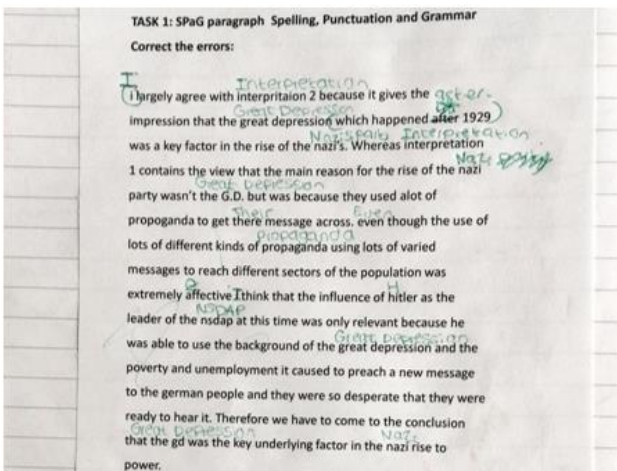 TASK 1: SPaG paragraph Spelling, Punctuation and Grammar
Correct the errors:
I Interpretation
i largely agree with interpritaion 2 because it gives the after
Great Depression
impression that the great depression which happened after 1929
Nazi's party Interpretation
was a key factor in the rise of the nazi's. Whereas interpretation
Nazi
1 contains the view that the main reason for the rise of the nazi
Great Depression
party wasn't the G.D. but was because they used alot of
Their Even
propoganda to get there message across. even though the use of
propaganda
lots of different kinds of propaganda using lots of varied
messages to reach different sectors of the population was
e I H
extremely affective think that the influence of hitler as the
NSDAP
leader of the nsdap at this time was only relevant because he
Great Depression
was able to use the background of the great depression and the
poverty and unemployment it caused to preach a new message
to the german people and they were so desperate that they were
ready to hear it. Therefore we have to come to the conclusion
Great Depression Nazi
that the gd was the key underlying factor in the nazi rise to
power.